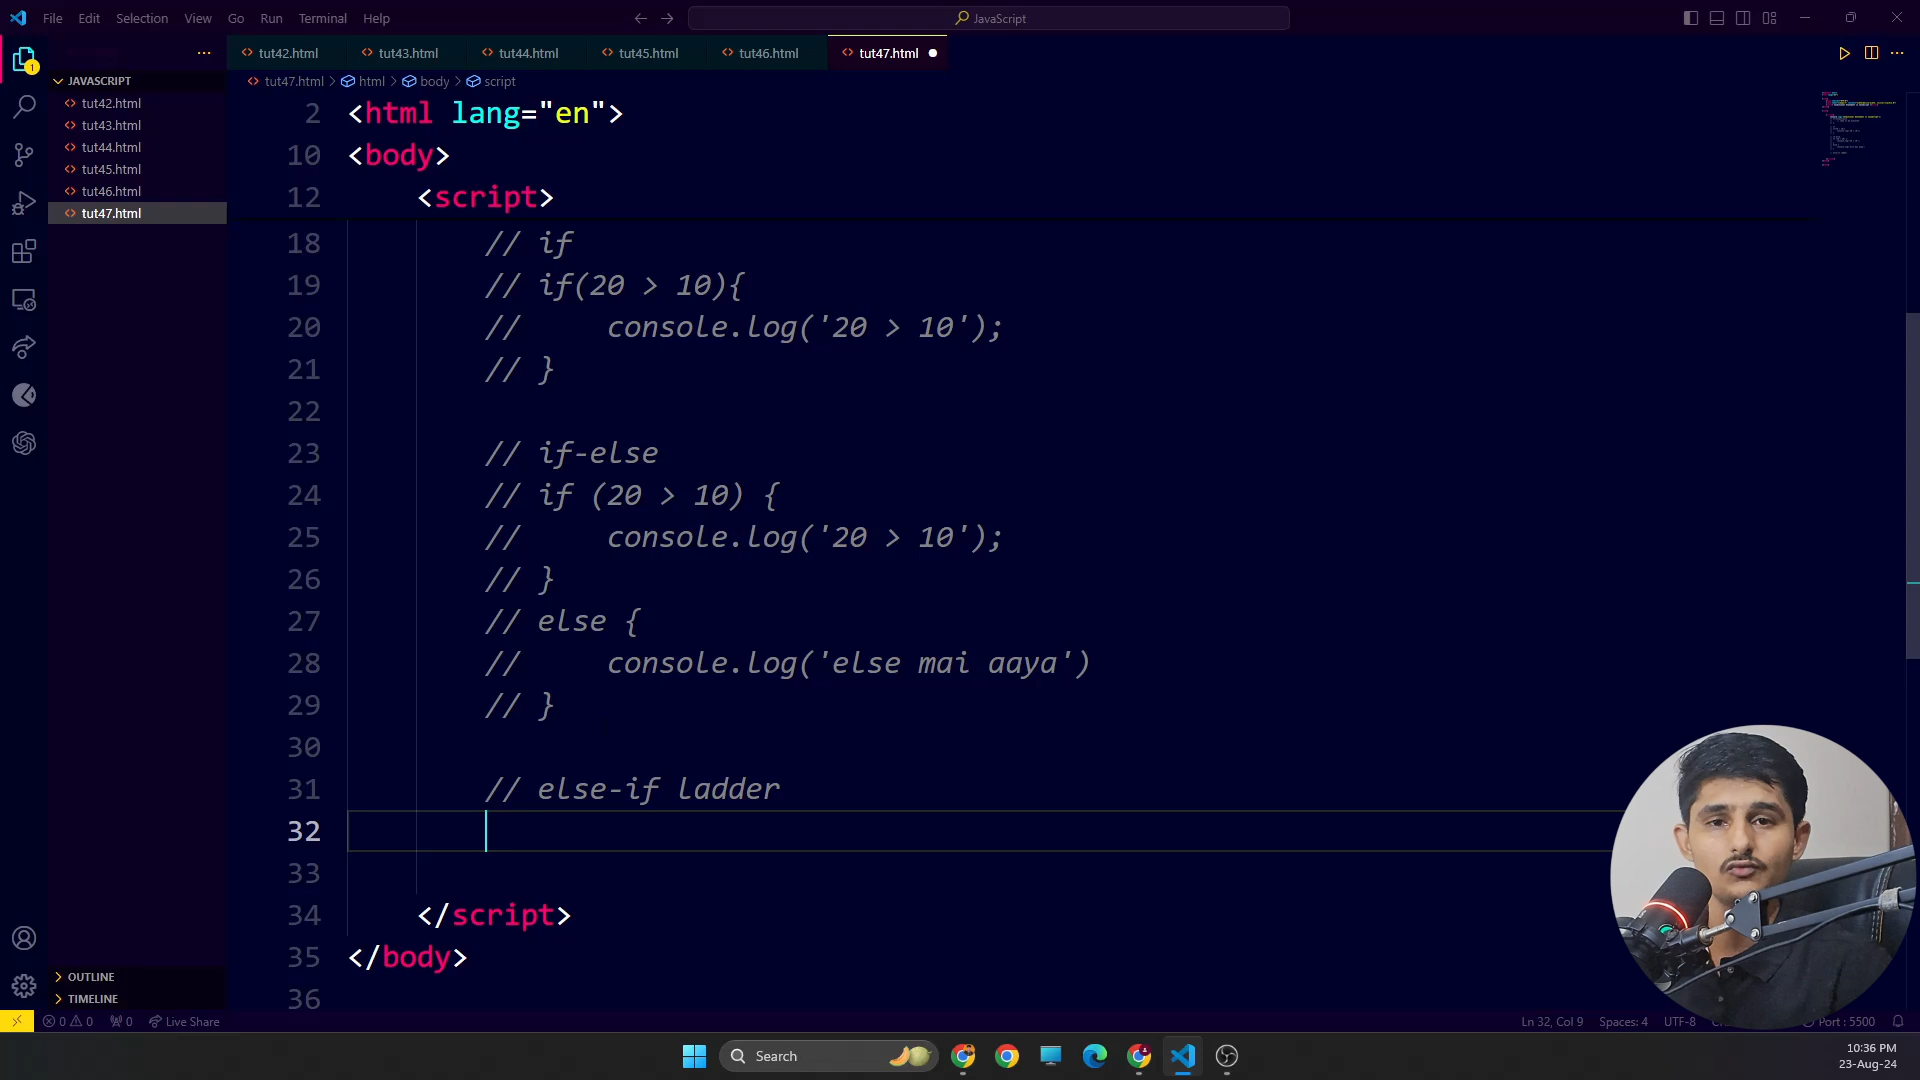 File Edit Selection View Go Run Terminal Help
JavaScript
tut42.html tut43.html tut44.html tut45.html tut46.html tut47.html
JAVASCRIPT
tut47.html > html > body > script
tut42.html
tut43.html
tut44.html
tut45.html
tut46.html
tut47.html
1
2 <html lang="en">
10 <body>
12 <script>
18 // if
19 // if(20 > 10){
20 // console.log('20 > 10');
21 // }
22
23 // if-else
24 // if (20 > 10) {
25 // console.log('20 > 10');
26 // }
27 // else {
28 // console.log('else mai aaya')
29 // }
30
31 // else-if ladder
32
33
34 </script>
35 </body>
36
OUTLINE
TIMELINE
0 0 0 Live Share
Ln 32, Col 9 Spaces: 4 UTF-8 Port : 5500
Search
10:36 PM
23-Aug-24